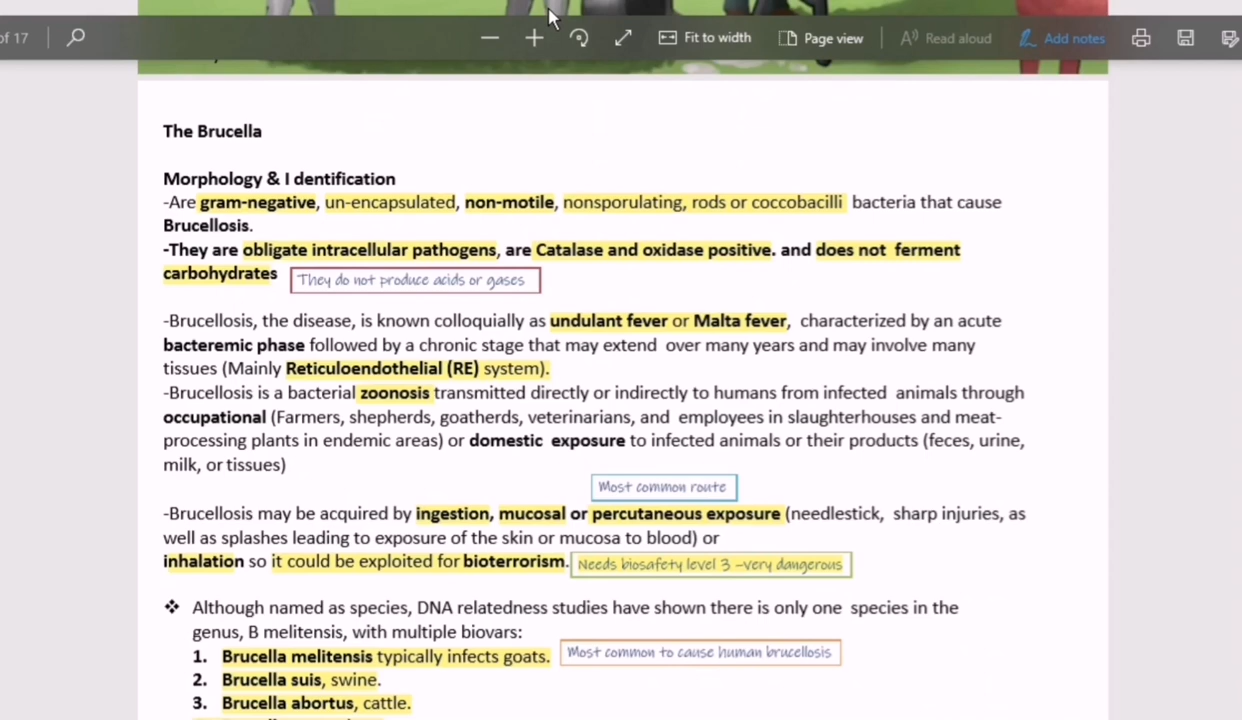 of 17
Fit to width
Page view
Read aloud
Add notes
The Brucella
Morphology & I dentification
-Are gram-negative, un-encapsulated, non-motile, nonsporulating, rods or coccobacilli bacteria that cause
Brucellosis.
-They are obligate intracellular pathogens, are Catalase and oxidase positive. and does not ferment
carbohydrates
They do not produce acids or gases
-Brucellosis, the disease, is known colloquially as undulant fever or Malta fever, characterized by an acute
bacteremic phase followed by a chronic stage that may extend over many years and may involve many
tissues (Mainly Reticuloendothelial (RE) system).
-Brucellosis is a bacterial zoonosis transmitted directly or indirectly to humans from infected animals through
occupational (Farmers, shepherds, goatherds, veterinarians, and employees in slaughterhouses and meat-
processing plants in endemic areas) or domestic exposure to infected animals or their products (feces, urine,
milk, or tissues)
Most common route
-Brucellosis may be acquired by ingestion, mucosal or percutaneous exposure (needlestick, sharp injuries, as
well as splashes leading to exposure of the skin or mucosa to blood) or
inhalation so it could be exploited for bioterrorism.
Needs biosafety level 3 –very dangerous
❖ Although named as species, DNA relatedness studies have shown there is only one species in the
genus, B melitensis, with multiple biovars:
1. Brucella melitensis typically infects goats.
Most common to cause human brucellosis
2. Brucella suis, swine.
3. Brucella abortus, cattle.